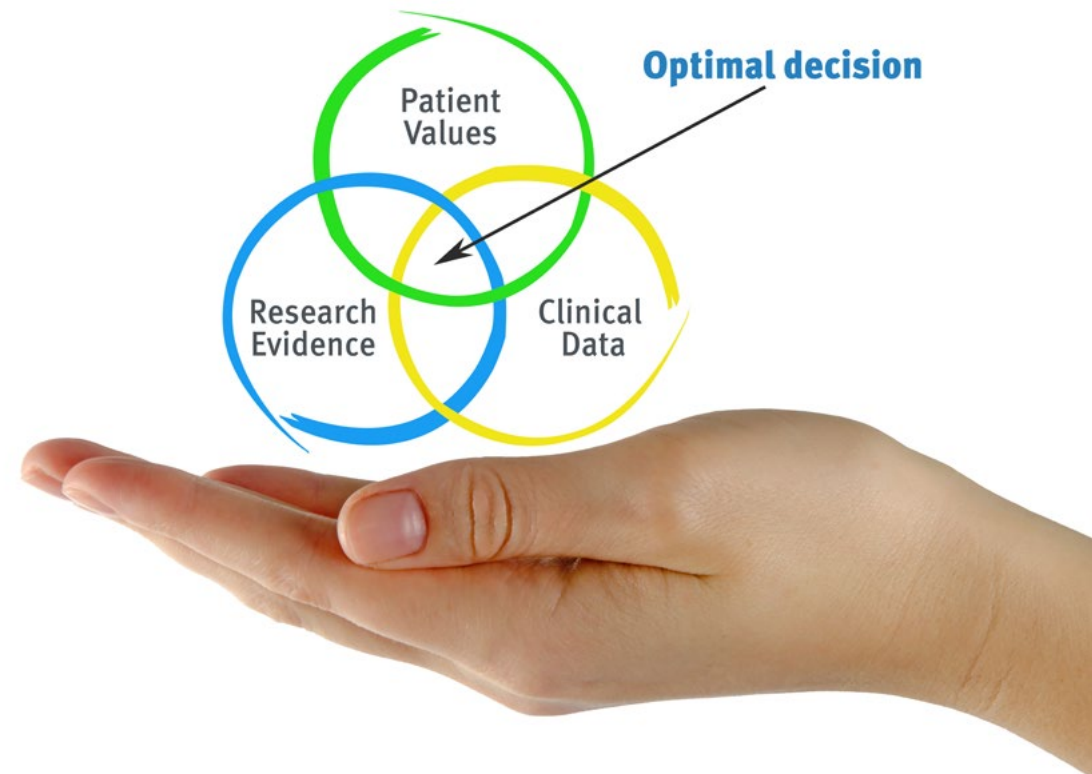 Optimal decision
Patient
Values
Research
Evidence
Clinical
Data